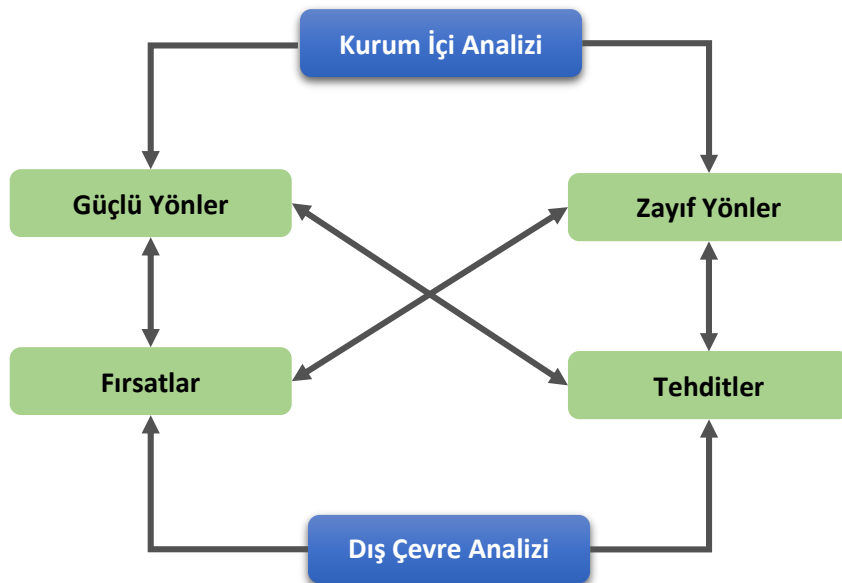 Kurum İçi Analizi
Güçlü Yönler
Zayıf Yönler
Fırsatlar
Tehditler
Dış Çevre Analizi